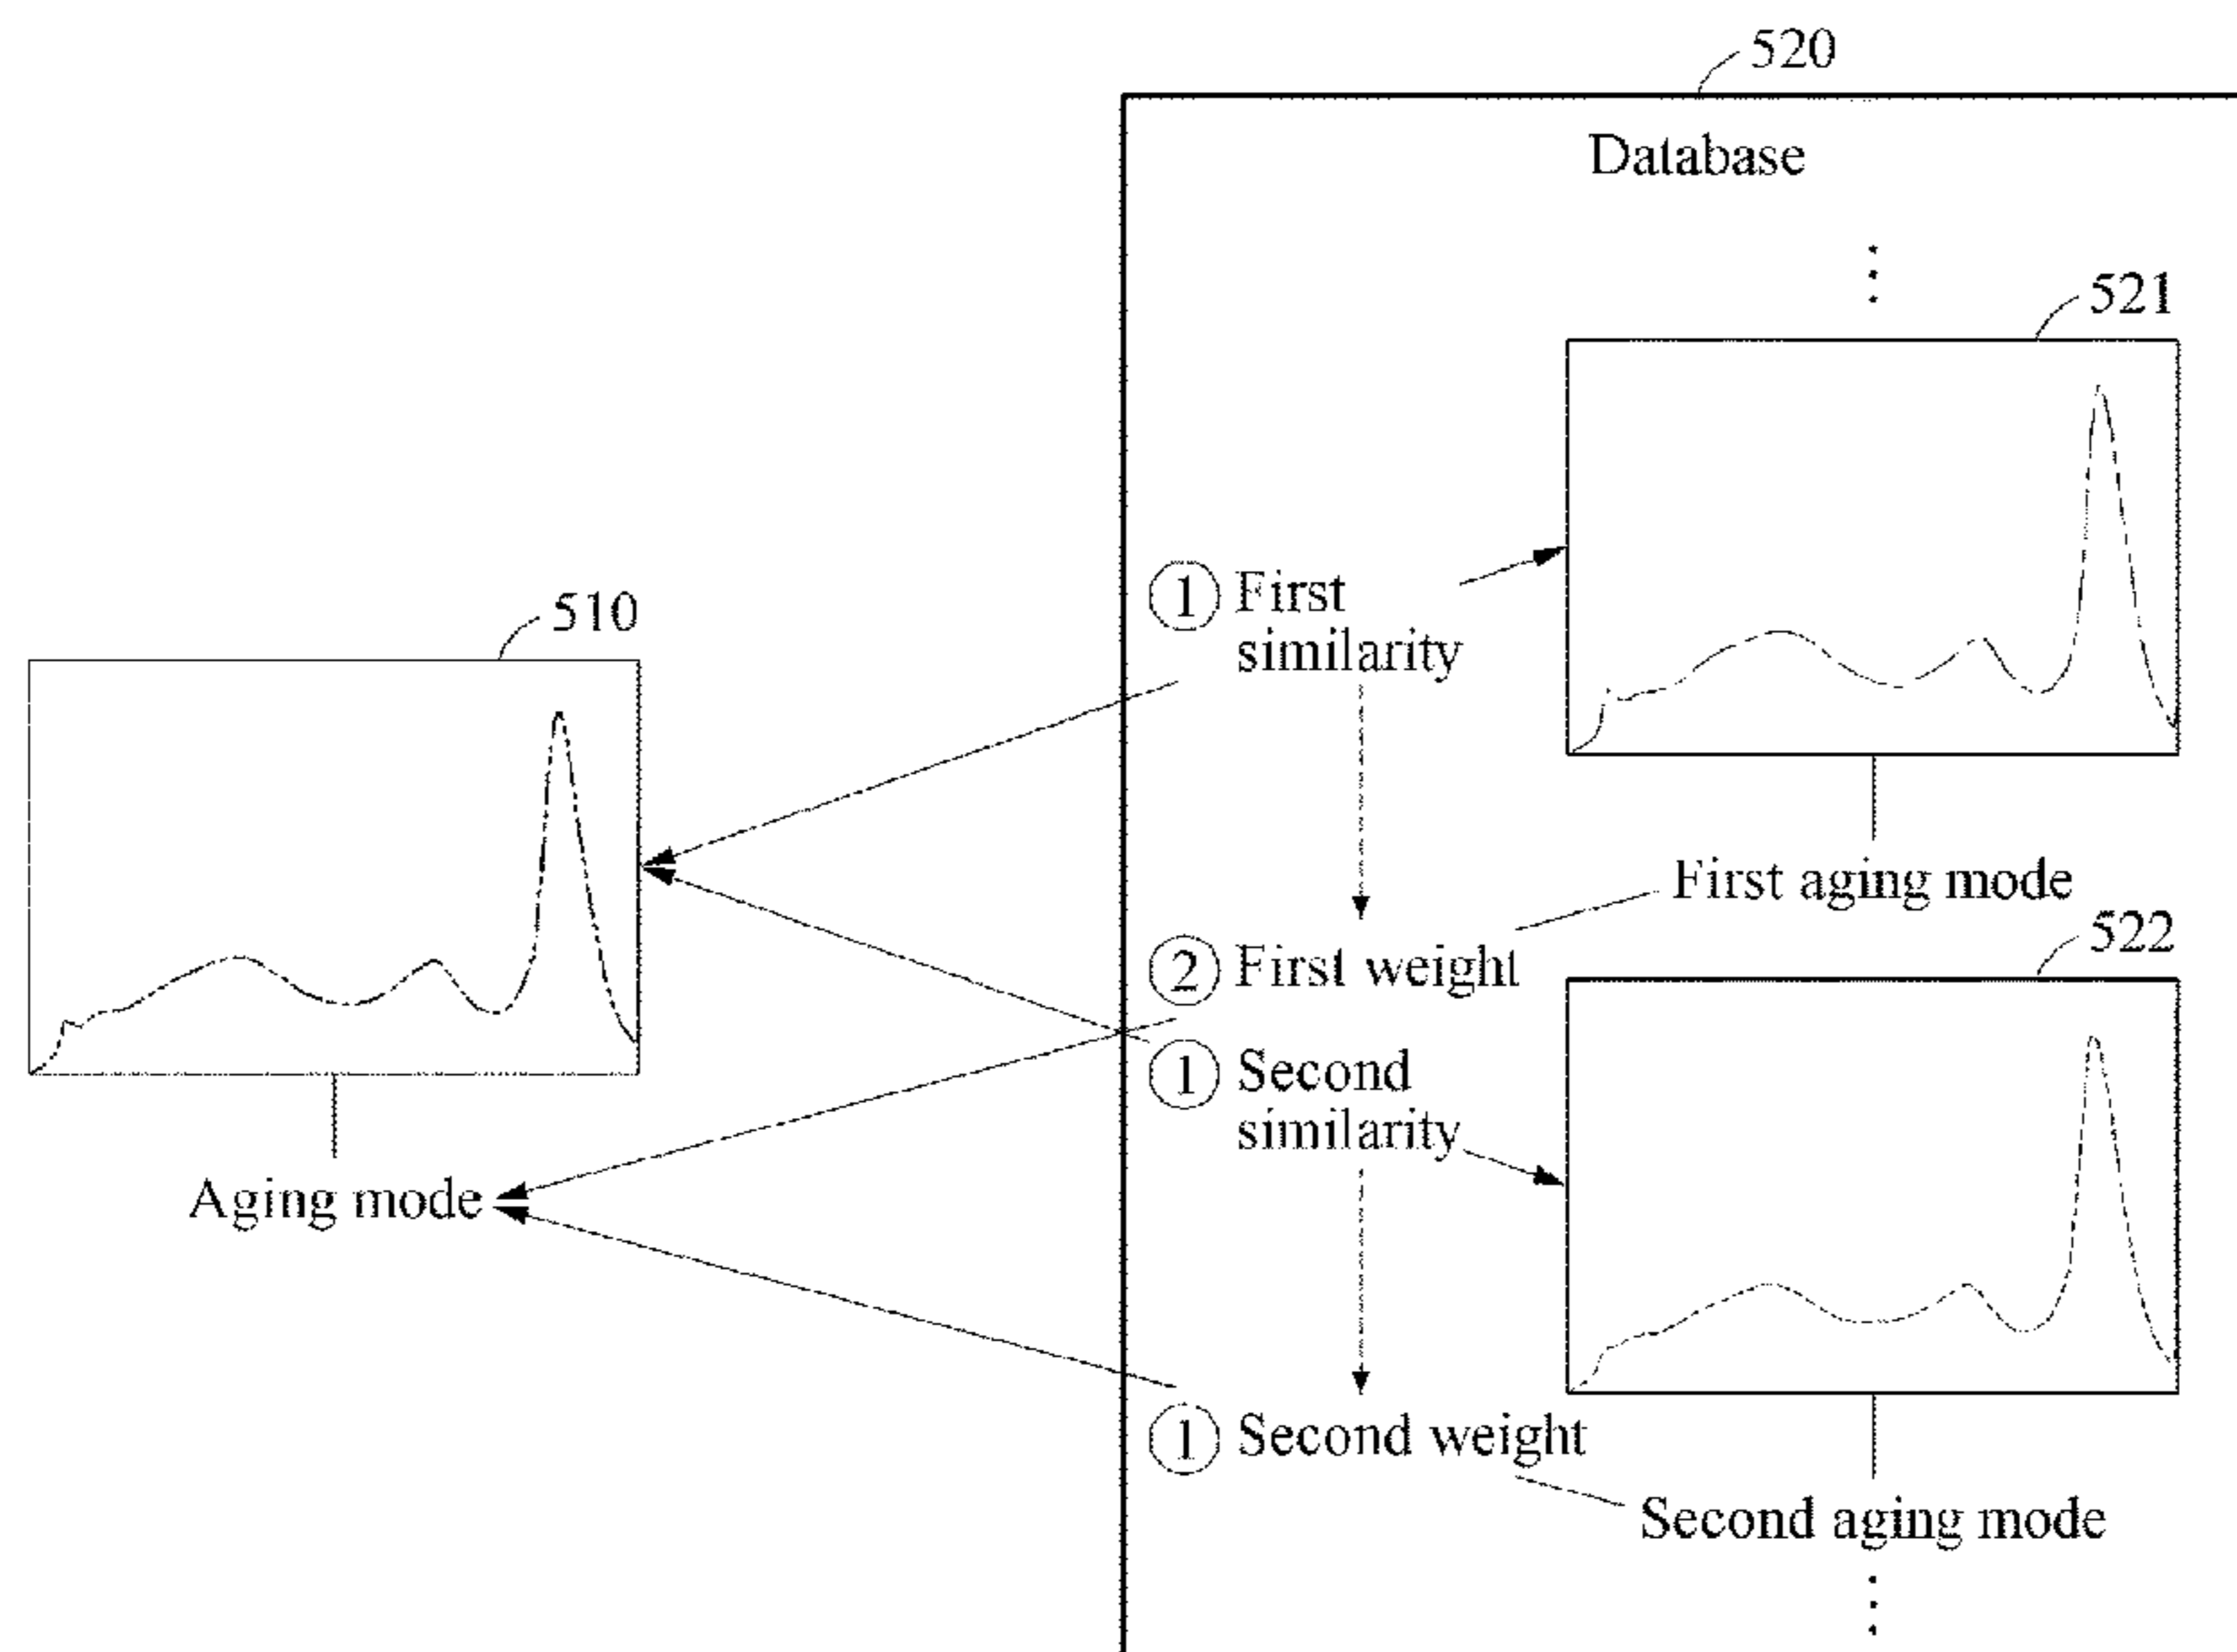 520
Database
521
① First
similarity
510
First aging mode
522
② First weight
① Second
similarity
Aging mode
① Second weight
Second aging mode